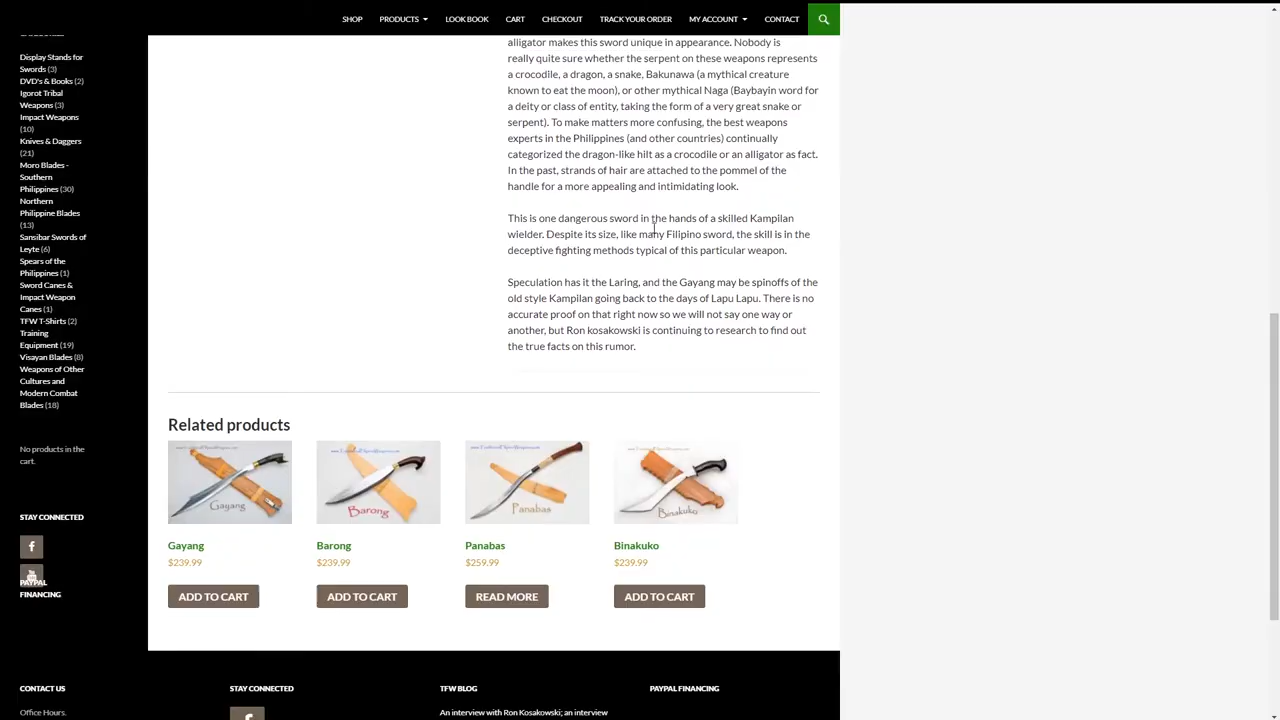 SHOP PRODUCTS LOOK BOOK CART CHECKOUT TRACK YOUR ORDER MY ACCOUNT CONTACT
Display Stands for
Swords (3)
DVD's & Books (2)
Igorot Tribal
Weapons (3)
Impact Weapons
(10)
Knives & Daggers
(21)
Moro Blades -
Southern
Philippines (30)
Northern
Philippine Blades
(13)
Sansibar Swords of
Leyte (6)
Spears of the
Philippines (1)
Sword Canes &
Impact Weapon
Canes (1)
TFW T-Shirts (2)
Training
Equipment (19)
Visayan Blades (8)
Weapons of Other
Cultures and
Modern Combat
Blades (18)
No products in the
cart.
STAY CONNECTED
PAYPAL
FINANCING
alligator makes this sword unique in appearance. Nobody is
really quite sure whether the serpent on these weapons represents
a crocodile, a dragon, a snake, Bakunawa (a mythical creature
known to eat the moon), or other mythical Naga (Baybayin word for
a deity or class of entity, taking the form of a very great snake or
serpent). To make matters more confusing, the best weapons
experts in the Philippines (and other countries) continually
categorized the dragon-like hilt as a crocodile or an alligator as fact.
In the past, strands of hair are attached to the pommel of the
handle for a more appealing and intimidating look.
This is one dangerous sword in the hands of a skilled Kampilan
wielder. Despite its size, like many Filipino sword, the skill is in the
deceptive fighting methods typical of this particular weapon.
Speculation has it the Laring, and the Gayang may be spinoffs of the
old style Kampilan going back to the days of Lapu Lapu. There is no
accurate proof on that right now so we will not say one way or
another, but Ron kosakowski is continuing to research to find out
the true facts on this rumor.
Related products
Gayang
Barong
Panabas
Binakuko
Gayang Barong Panabas Binakuko
$239.99 $239.99 $259.99 $239.99
ADD TO CART ADD TO CART READ MORE ADD TO CART
CONTACT US STAY CONNECTED TFW BLOG PAYPAL FINANCING
Office Hours. An interview with Ron Kosakowski; an interview